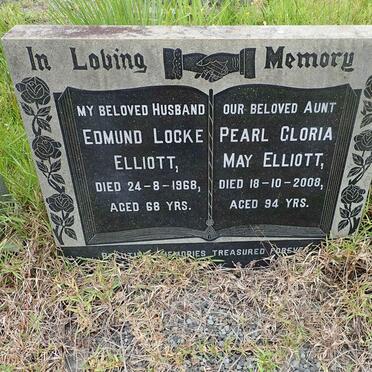 In Loving Memory
MY BELOVED HUSBAND
EDMUND LOCKE
ELLIOTT,
DIED 24-8-1968,
AGED 68 YRS.
OUR BELOVED AUNT
PEARL GLORIA
MAY ELLIOTT,
DIED 18-10-2008,
AGED 94 YRS.
BEAUTIFUL MEMORIES TREASURED FOREVER